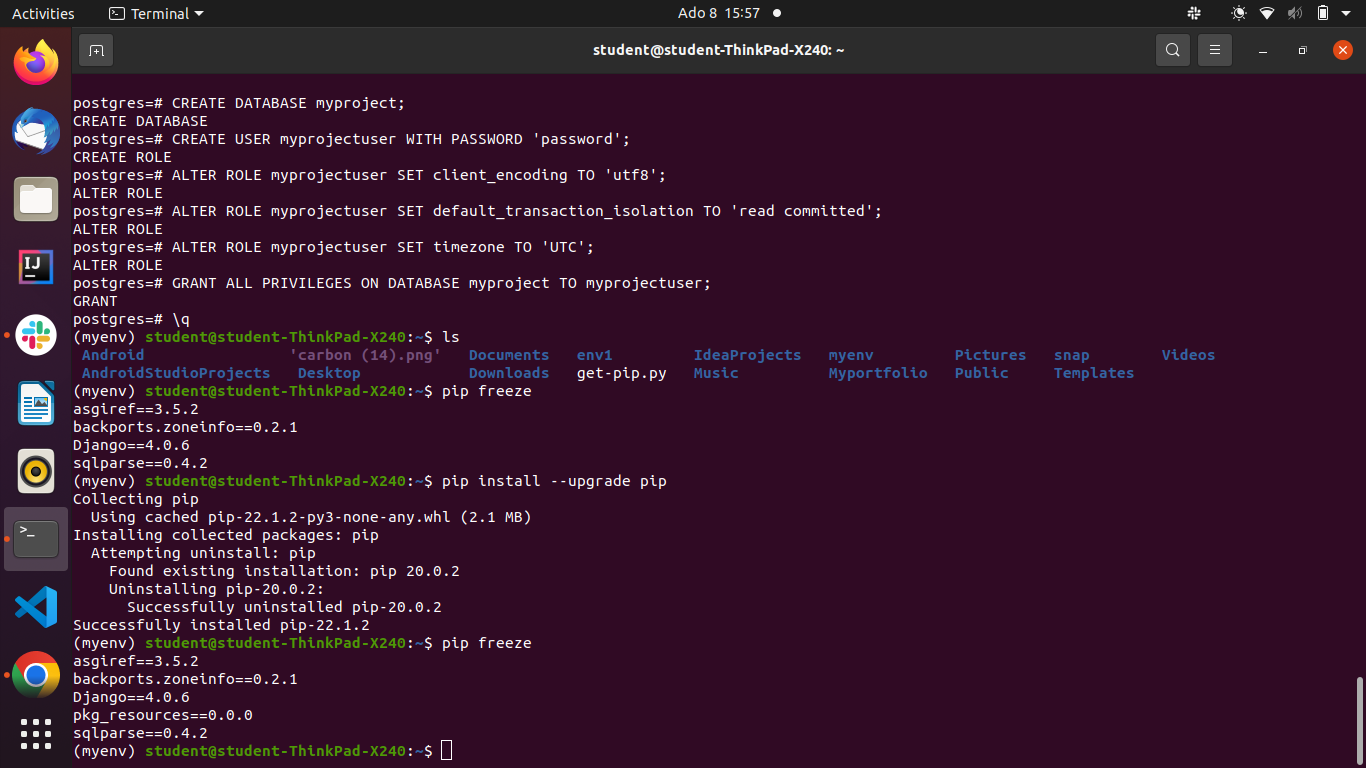 Activities Terminal Ado 8 15:57
student@student-ThinkPad-X240: ~
postgres=# CREATE DATABASE myproject;
CREATE DATABASE
postgres=# CREATE USER myprojectuser WITH PASSWORD 'password';
CREATE ROLE
postgres=# ALTER ROLE myprojectuser SET client_encoding TO 'utf8';
ALTER ROLE
postgres=# ALTER ROLE myprojectuser SET default_transaction_isolation TO 'read committed';
ALTER ROLE
postgres=# ALTER ROLE myprojectuser SET timezone TO 'UTC';
ALTER ROLE
postgres=# GRANT ALL PRIVILEGES ON DATABASE myproject TO myprojectuser;
GRANT
postgres=# \q
(myenv) student@student-ThinkPad-X240:~$ ls
Android 'carbon (14).png' Documents env1 IdeaProjects myenv Pictures snap Videos
AndroidStudioProjects Desktop Downloads get-pip.py Music Myportfolio Public Templates
(myenv) student@student-ThinkPad-X240:~$ pip freeze
asgiref==3.5.2
backports.zoneinfo==0.2.1
Django==4.0.6
sqlparse==0.4.2
(myenv) student@student-ThinkPad-X240:~$ pip install --upgrade pip
Collecting pip
  Using cached pip-22.1.2-py3-none-any.whl (2.1 MB)
Installing collected packages: pip
  Attempting uninstall: pip
    Found existing installation: pip 20.0.2
    Uninstalling pip-20.0.2:
      Successfully uninstalled pip-20.0.2
Successfully installed pip-22.1.2
(myenv) student@student-ThinkPad-X240:~$ pip freeze
asgiref==3.5.2
backports.zoneinfo==0.2.1
Django==4.0.6
pkg_resources==0.0.0
sqlparse==0.4.2
(myenv) student@student-ThinkPad-X240:~$
IJ
>_